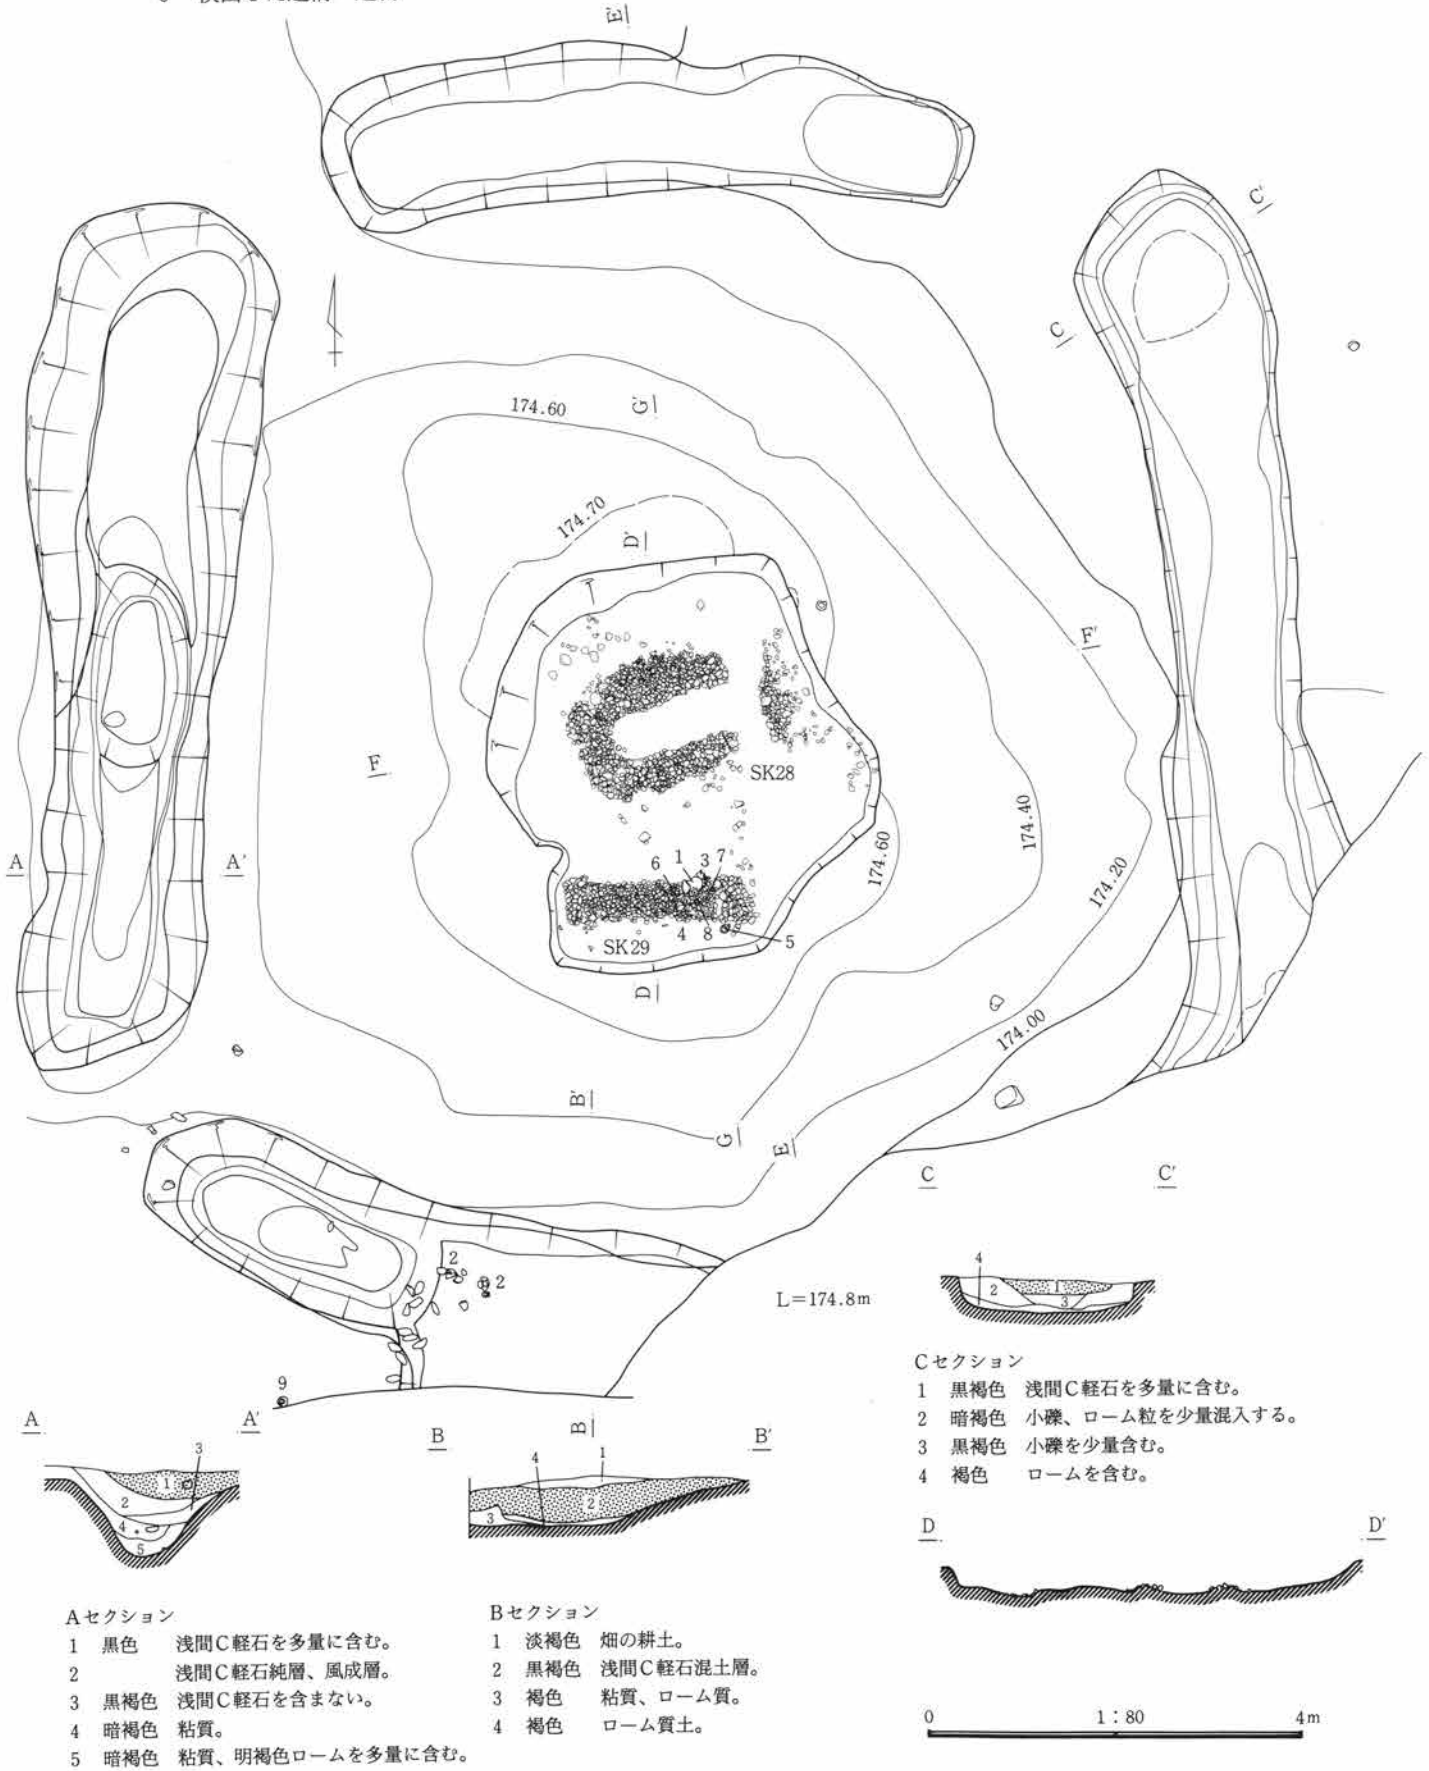 E'
C'
C
174.60
G'
174.70
D'
F'
F
SK28
174.40
A
A'
6 1 3 7
174.60
174.20
4 8 5
SK29
D
174.00
B'
G
E
C C'
2
2
L=174.8m
4
2 1
3
9
B
Cセクション
1 黒褐色 浅間C軽石を多量に含む。
2 暗褐色 小礫、ローム粒を少量混入する。
3 黒褐色 小礫を少量含む。
4 褐色 ロームを含む。
A A'
3
1
2
4
5
B B'
4 1
2
3
D D'
Aセクション
1 黒色 浅間C軽石を多量に含む。
2 浅間C軽石純層、風成層。
3 黒褐色 浅間C軽石を含まない。
4 暗褐色 粘質。
5 暗褐色 粘質、明褐色ロームを多量に含む。
Bセクション
1 淡褐色 畑の耕土。
2 黒褐色 浅間C軽石混土層。
3 褐色 粘質、ローム質。
4 褐色 ローム質土。
0 1:80 4m